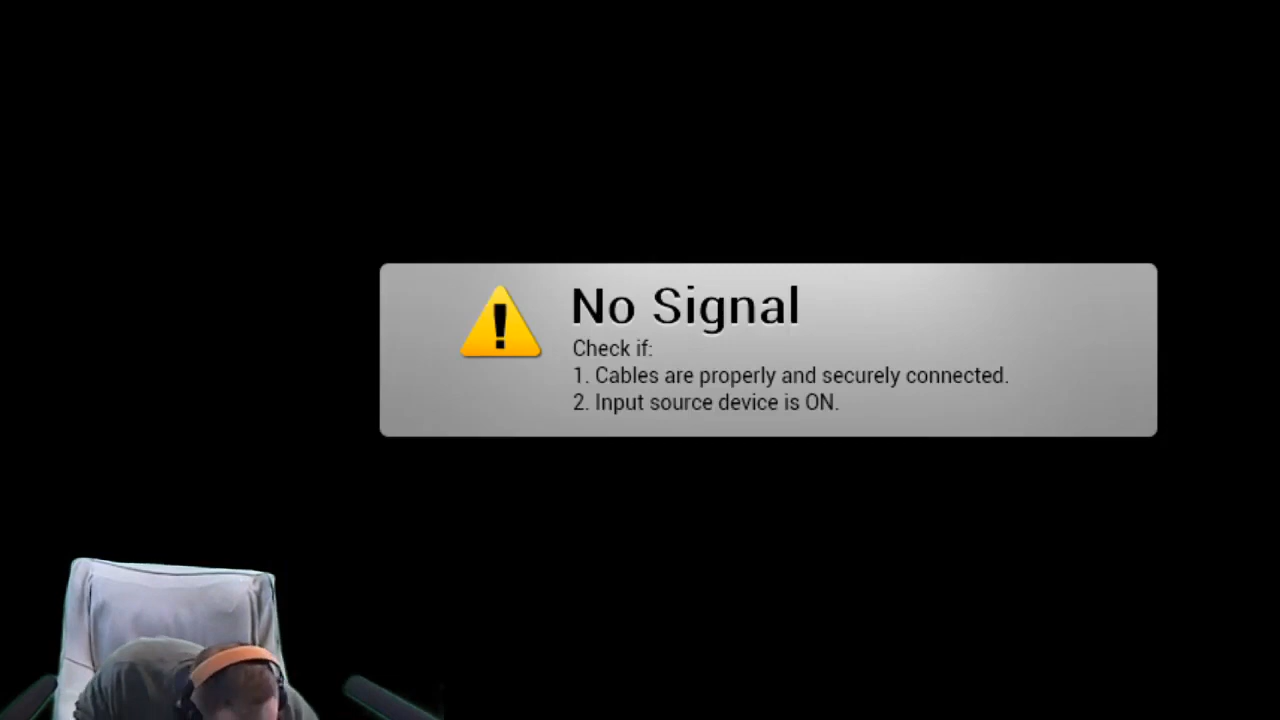 No Signal
Check if:
1. Cables are properly and securely connected.
2. Input source device is ON.